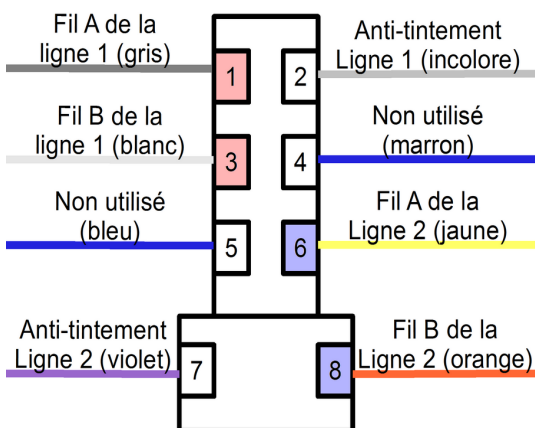 Fil A de la
ligne 1 (gris)
1
2
Anti-tintement
Ligne 1 (incolore)
Fil B de la
ligne 1 (blanc)
3
4
Non utilisé
(marron)
Non utilisé
(bleu)
5
6
Fil A de la
Ligne 2 (jaune)
Anti-tintement
Ligne 2 (violet)
7
8
Fil B de la
Ligne 2 (orange)